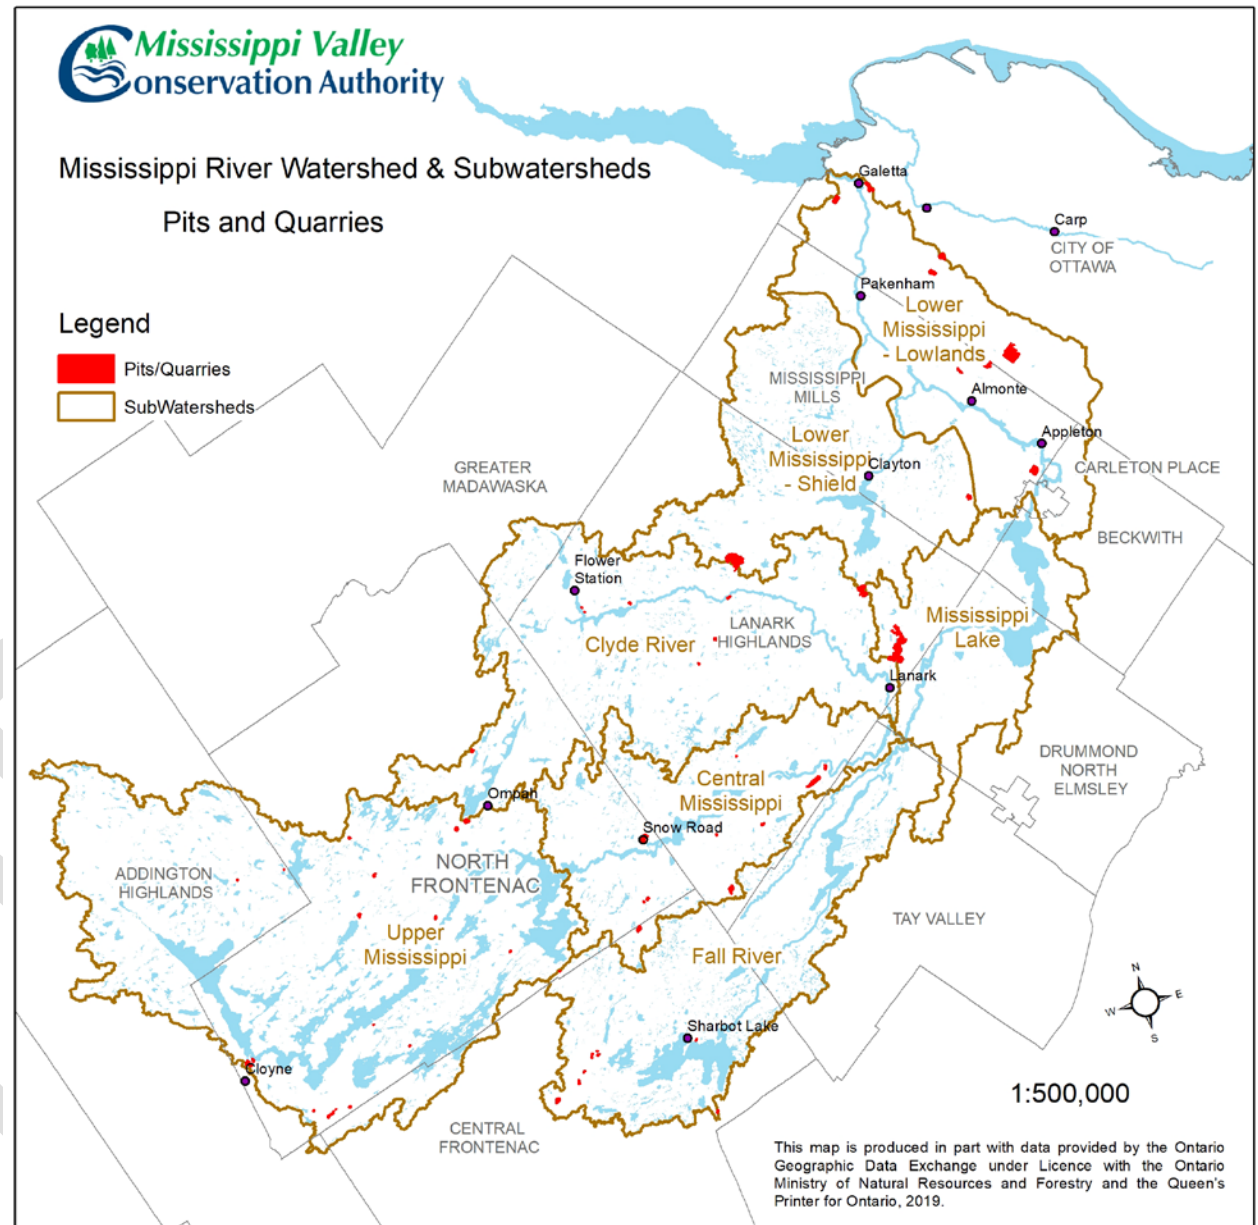 Mississippi Valley
Conservation Authority
Mississippi River Watershed & Subwatersheds
Pits and Quarries
Legend
Pits/Quarries
SubWatersheds
Galetta
Carp
CITY OF
OTTAWA
Pakenham
Lower
Mississippi
- Lowlands
MISSISSIPPI
MILLS
Almonte
Appleton
Lower
Mississippi
- Shield
Clayton
CARLETON PLACE
GREATER
MADAWASKA
BECKWITH
Flower
Station
LANARK
HIGHLANDS
Mississippi
Lake
Clyde River
Lanark
DRUMMOND
NORTH
ELMSLEY
Central
Mississippi
Ompah
Snow Road
NORTH
FRONTENAC
ADDINGTON
HIGHLANDS
TAY VALLEY
Upper
Mississippi
Fall River
N
E
W
S
Sharbot Lake
Cloyne
1:500,000
CENTRAL
FRONTENAC
This map is produced in part with data provided by the Ontario
Geographic Data Exchange under Licence with the Ontario
Ministry of Natural Resources and Forestry and the Queen's
Printer for Ontario, 2019.